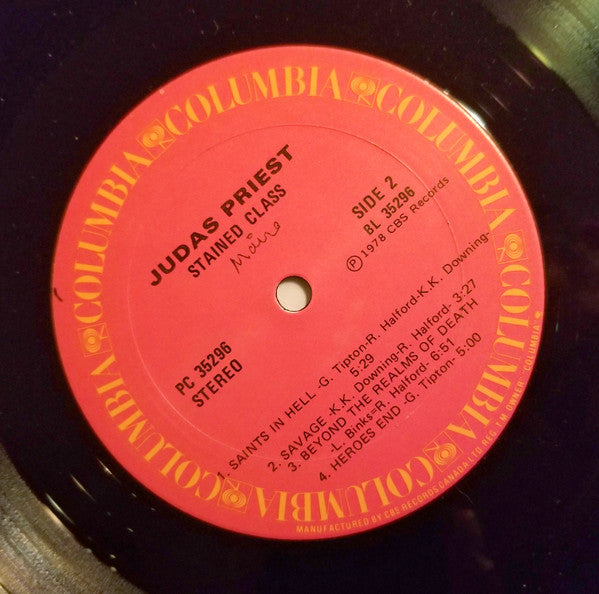 COLUMBIA COLUMBIA COLUMBIA COLUMBIA COLUMBIA COLUMBIA COLUMBIA
JUDAS PRIEST
STAINED CLASS
SIDE 2
BL 35296
Ⓟ 1978 CBS Records
PC 35296
STEREO
1. SAINTS IN HELL -G. Tipton-R. Halford-K.K. Downing-
5:29
2. SAVAGE -K.K. Downing-R. Halford- 3:27
3. BEYOND THE REALMS OF DEATH
-L. Binks=R. Halford- 6:51
4. HEROES END -G. Tipton- 5:00
MANUFACTURED BY CBS RECORDS CANADA LTD REG. T.M. OWNER "COLUMBIA"